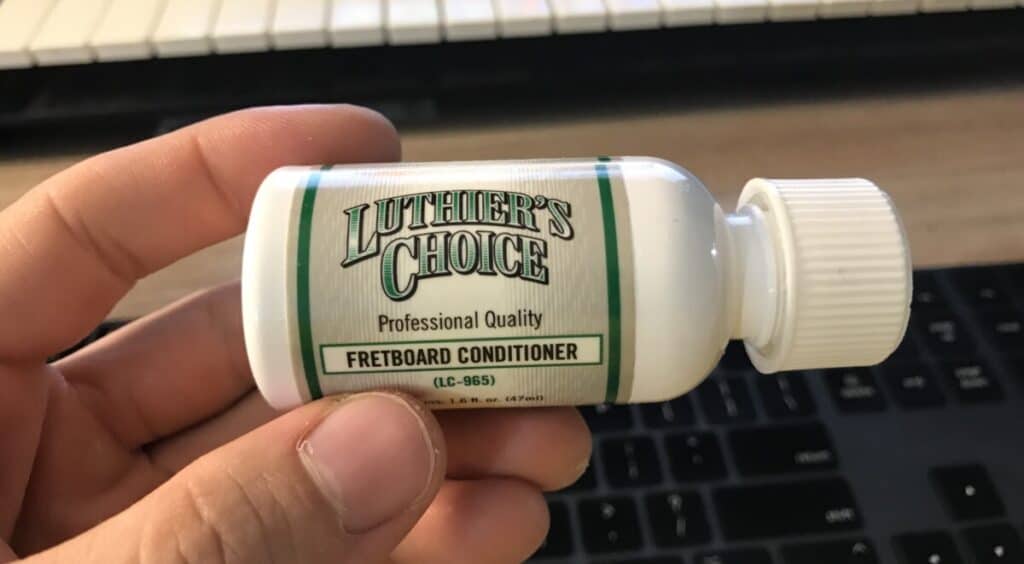 LUTHIER'S
CHOICE
Professional Quality
FRETBOARD CONDITIONER
(LC-965)
1.6 fl. oz. (47ml)